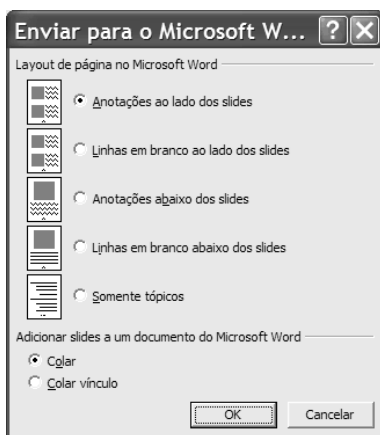 Enviar para o Microsoft W...
Layout de página no Microsoft Word
Anotações ao lado dos slides
Linhas em branco ao lado dos slides
Anotações abaixo dos slides
Linhas em branco abaixo dos slides
Somente tópicos
Adicionar slides a um documento do Microsoft Word
Colar
Colar vínculo
OK Cancelar